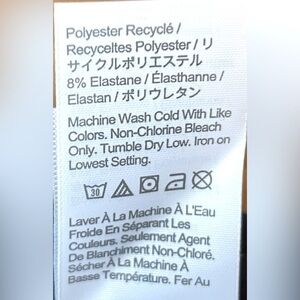 Polyester Recyclé /
Recyceltes Polyester / リ
サイクルポリエステル
8% Elastane / Élasthanne /
Elastan / ポリウレタン
Machine Wash Cold With Like
Colors. Non-Chlorine Bleach
Only. Tumble Dry Low. Iron on
Lowest Setting.
30
Laver À La Machine À L'Eau
Froide En Séparant Les
Couleurs. Seulement Agent
De Blanchiment Non-Chloré.
Sécher À La Machine À
Basse Température. Fer Au